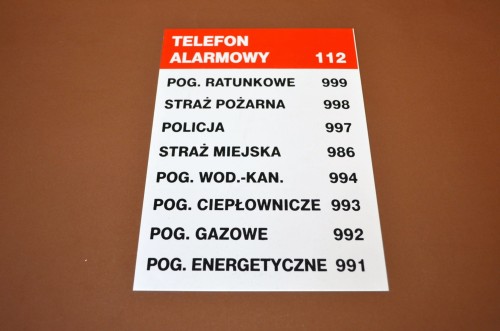 TELEFON
ALARMOWY 112
POG. RATUNKOWE 999
STRAŻ POŻARNA 998
POLICJA 997
STRAŻ MIEJSKA 986
POG. WOD.-KAN. 994
POG. CIEPŁOWNICZE 993
POG. GAZOWE 992
POG. ENERGETYCZNE 991